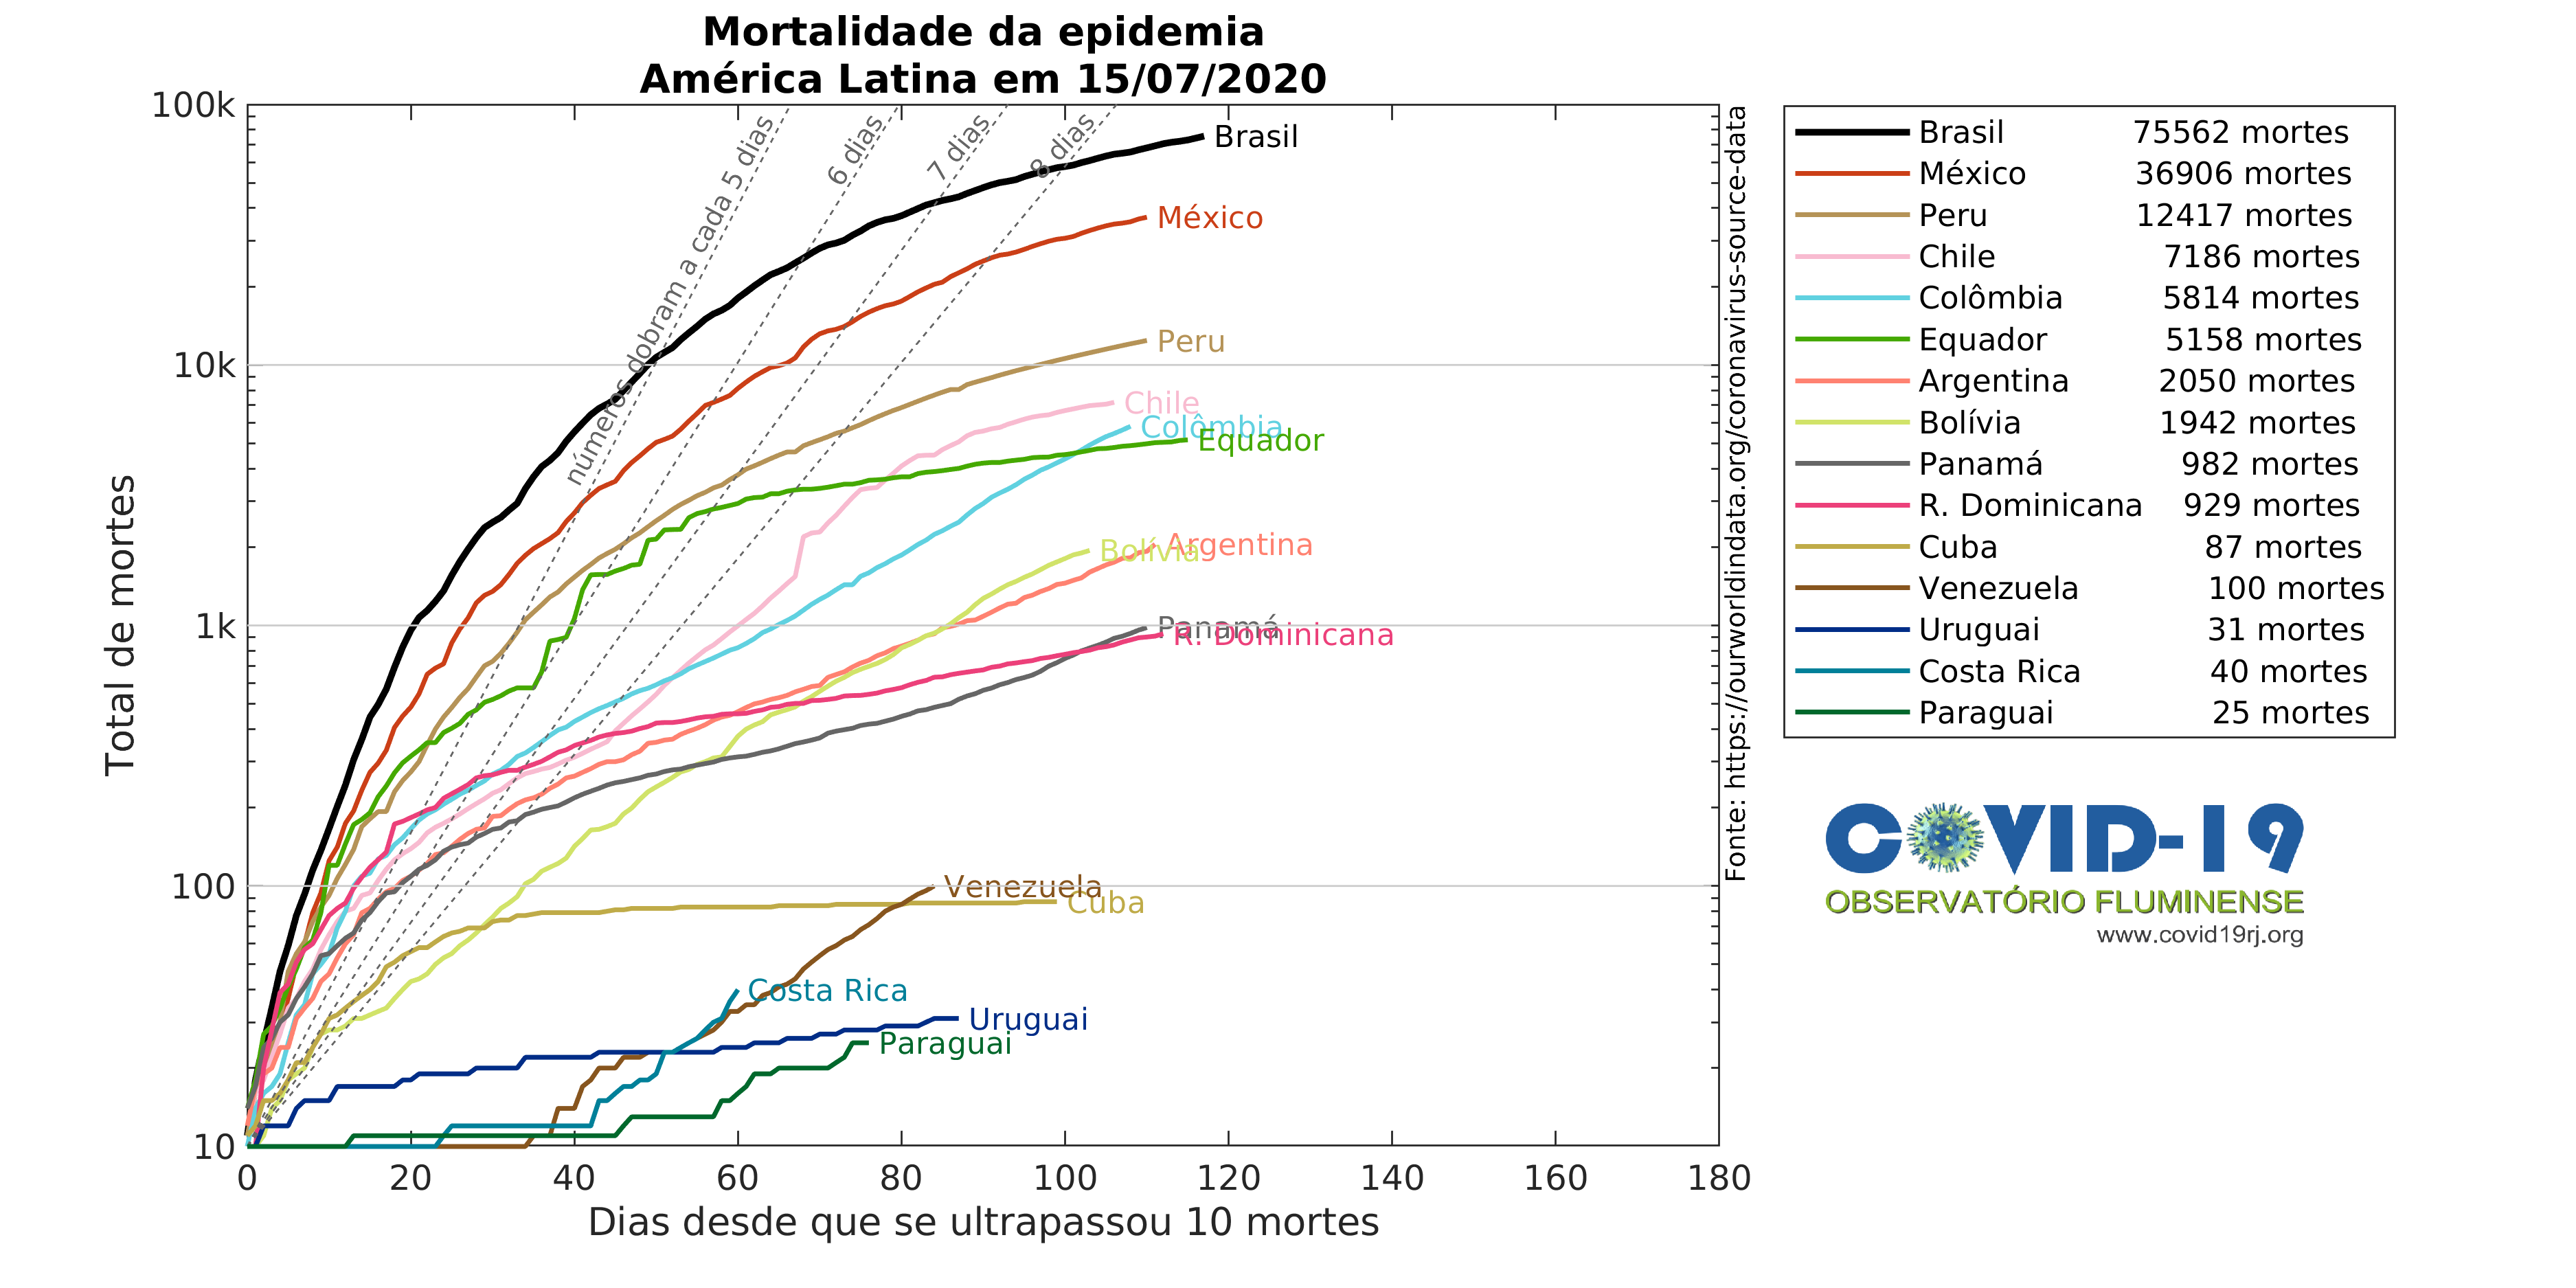 Mortalidade da epidemia
América Latina em 15/07/2020
Total de mortes
100k
10k
1k
100
10
0 20 40 60 80 100 120 140 160 180
Dias desde que se ultrapassou 10 mortes
números dobram a cada 5 dias
6 dias
7 dias
8 dias
Brasil
México
Peru
Chile
Colômbia
Equador
Argentina
Bolívia
Panamá
R. Dominicana
Venezuela
Cuba
Costa Rica
Uruguai
Paraguai
Fonte: https://ourworldindata.org/coronavirus-source-data
Brasil 75562 mortes
México 36906 mortes
Peru 12417 mortes
Chile 7186 mortes
Colômbia 5814 mortes
Equador 5158 mortes
Argentina 2050 mortes
Bolívia 1942 mortes
Panamá 982 mortes
R. Dominicana 929 mortes
Cuba 87 mortes
Venezuela 100 mortes
Uruguai 31 mortes
Costa Rica 40 mortes
Paraguai 25 mortes
COVID-19
OBSERVATÓRIO FLUMINENSE
www.covid19rj.org